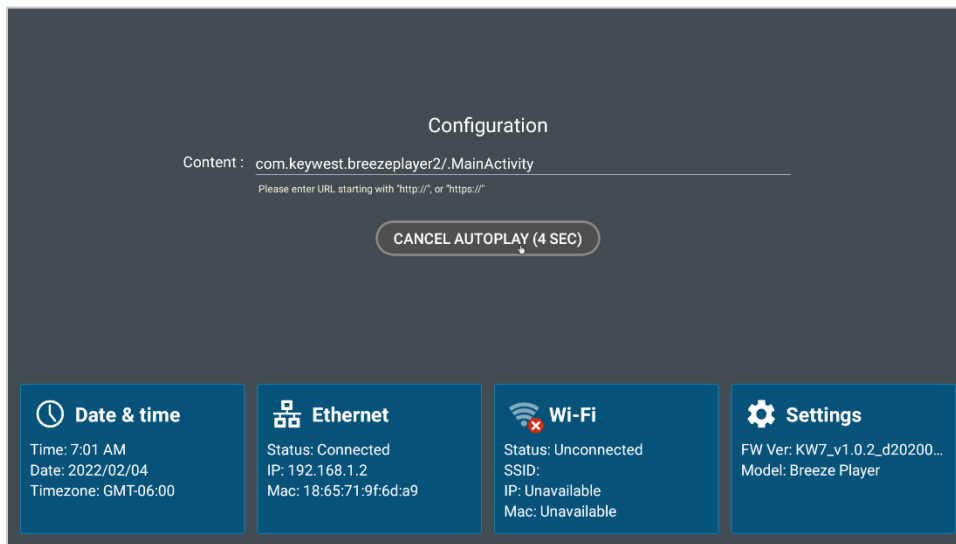 Configuration
Content : com.keywest.breezeplayer2/.MainActivity
Please enter URL starting with "http://", or "https://"
CANCEL AUTOPLAY (4 SEC)
Date & time
Time: 7:01 AM
Date: 2022/02/04
Timezone: GMT-06:00
Ethernet
Status: Connected
IP: 192.168.1.2
Mac: 18:65:71:9f:6d:a9
Wi-Fi
Status: Unconnected
SSID:
IP: Unavailable
Mac: Unavailable
Settings
FW Ver: KW7_v1.0.2_d20200...
Model: Breeze Player